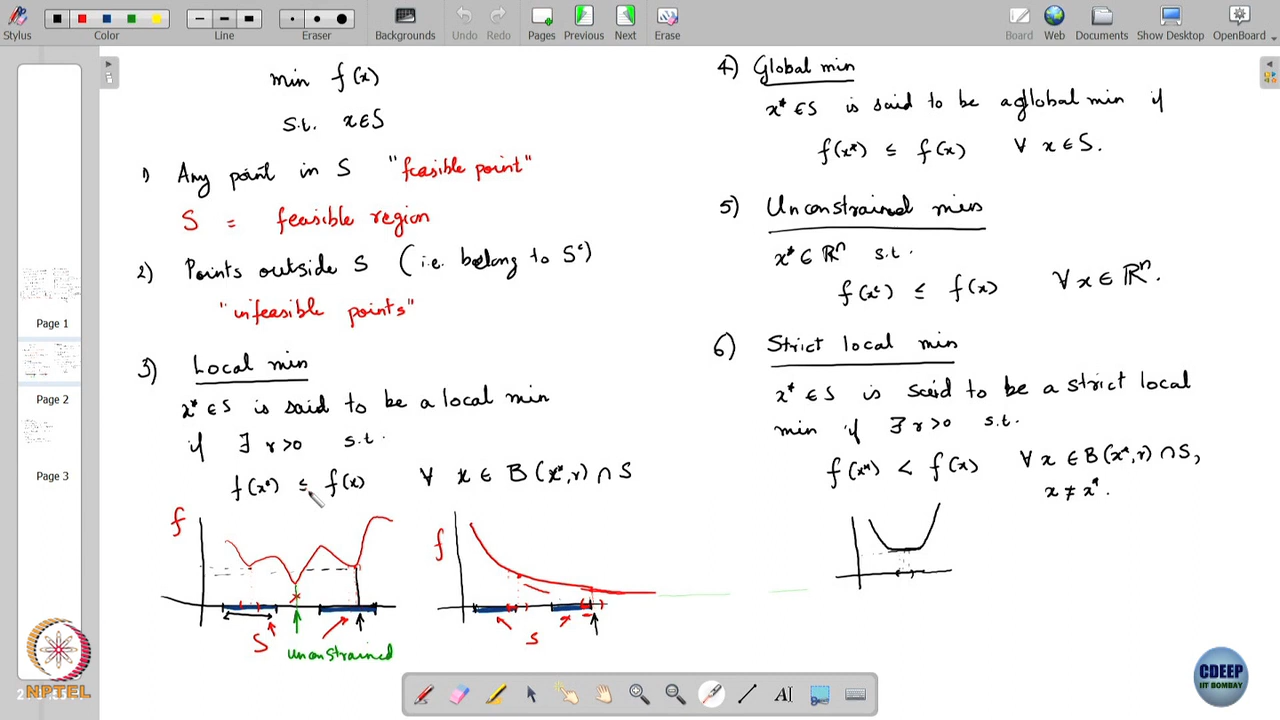 Stylus
Color
Line
Eraser
Backgrounds
Undo
Redo
Pages
Previous
Next
Erase
Board
Web
Documents
Show Desktop
OpenBoard
Page 1
Page 2
Page 3
min f(x)
s.t. x∈S
1) Any point in S "feasible point"
S = feasible region
2) Points outside S (i.e. belong to Sᶜ)
"infeasible points"
3) Local min
x* ∈ S is said to be a local min
if ∃ r>0 s.t.
f(x*) ≤ f(x) ∀ x ∈ B(x*,r) ∩ S
f
S
unconstrained
f
S
4) Global min
x* ∈ S is said to be a global min if
f(x*) ≤ f(x) ∀ x ∈ S.
5) Unconstrained min
x* ∈ ℝⁿ s.t.
f(x*) ≤ f(x) ∀ x ∈ ℝⁿ.
6) Strict local min
x* ∈ S is said to be a strict local
min if ∃ r>0 s.t.
f(x*) < f(x) ∀ x ∈ B(x*,r) ∩ S,
x ≠ x*.
NPTEL
CDEEP
IIT BOMBAY